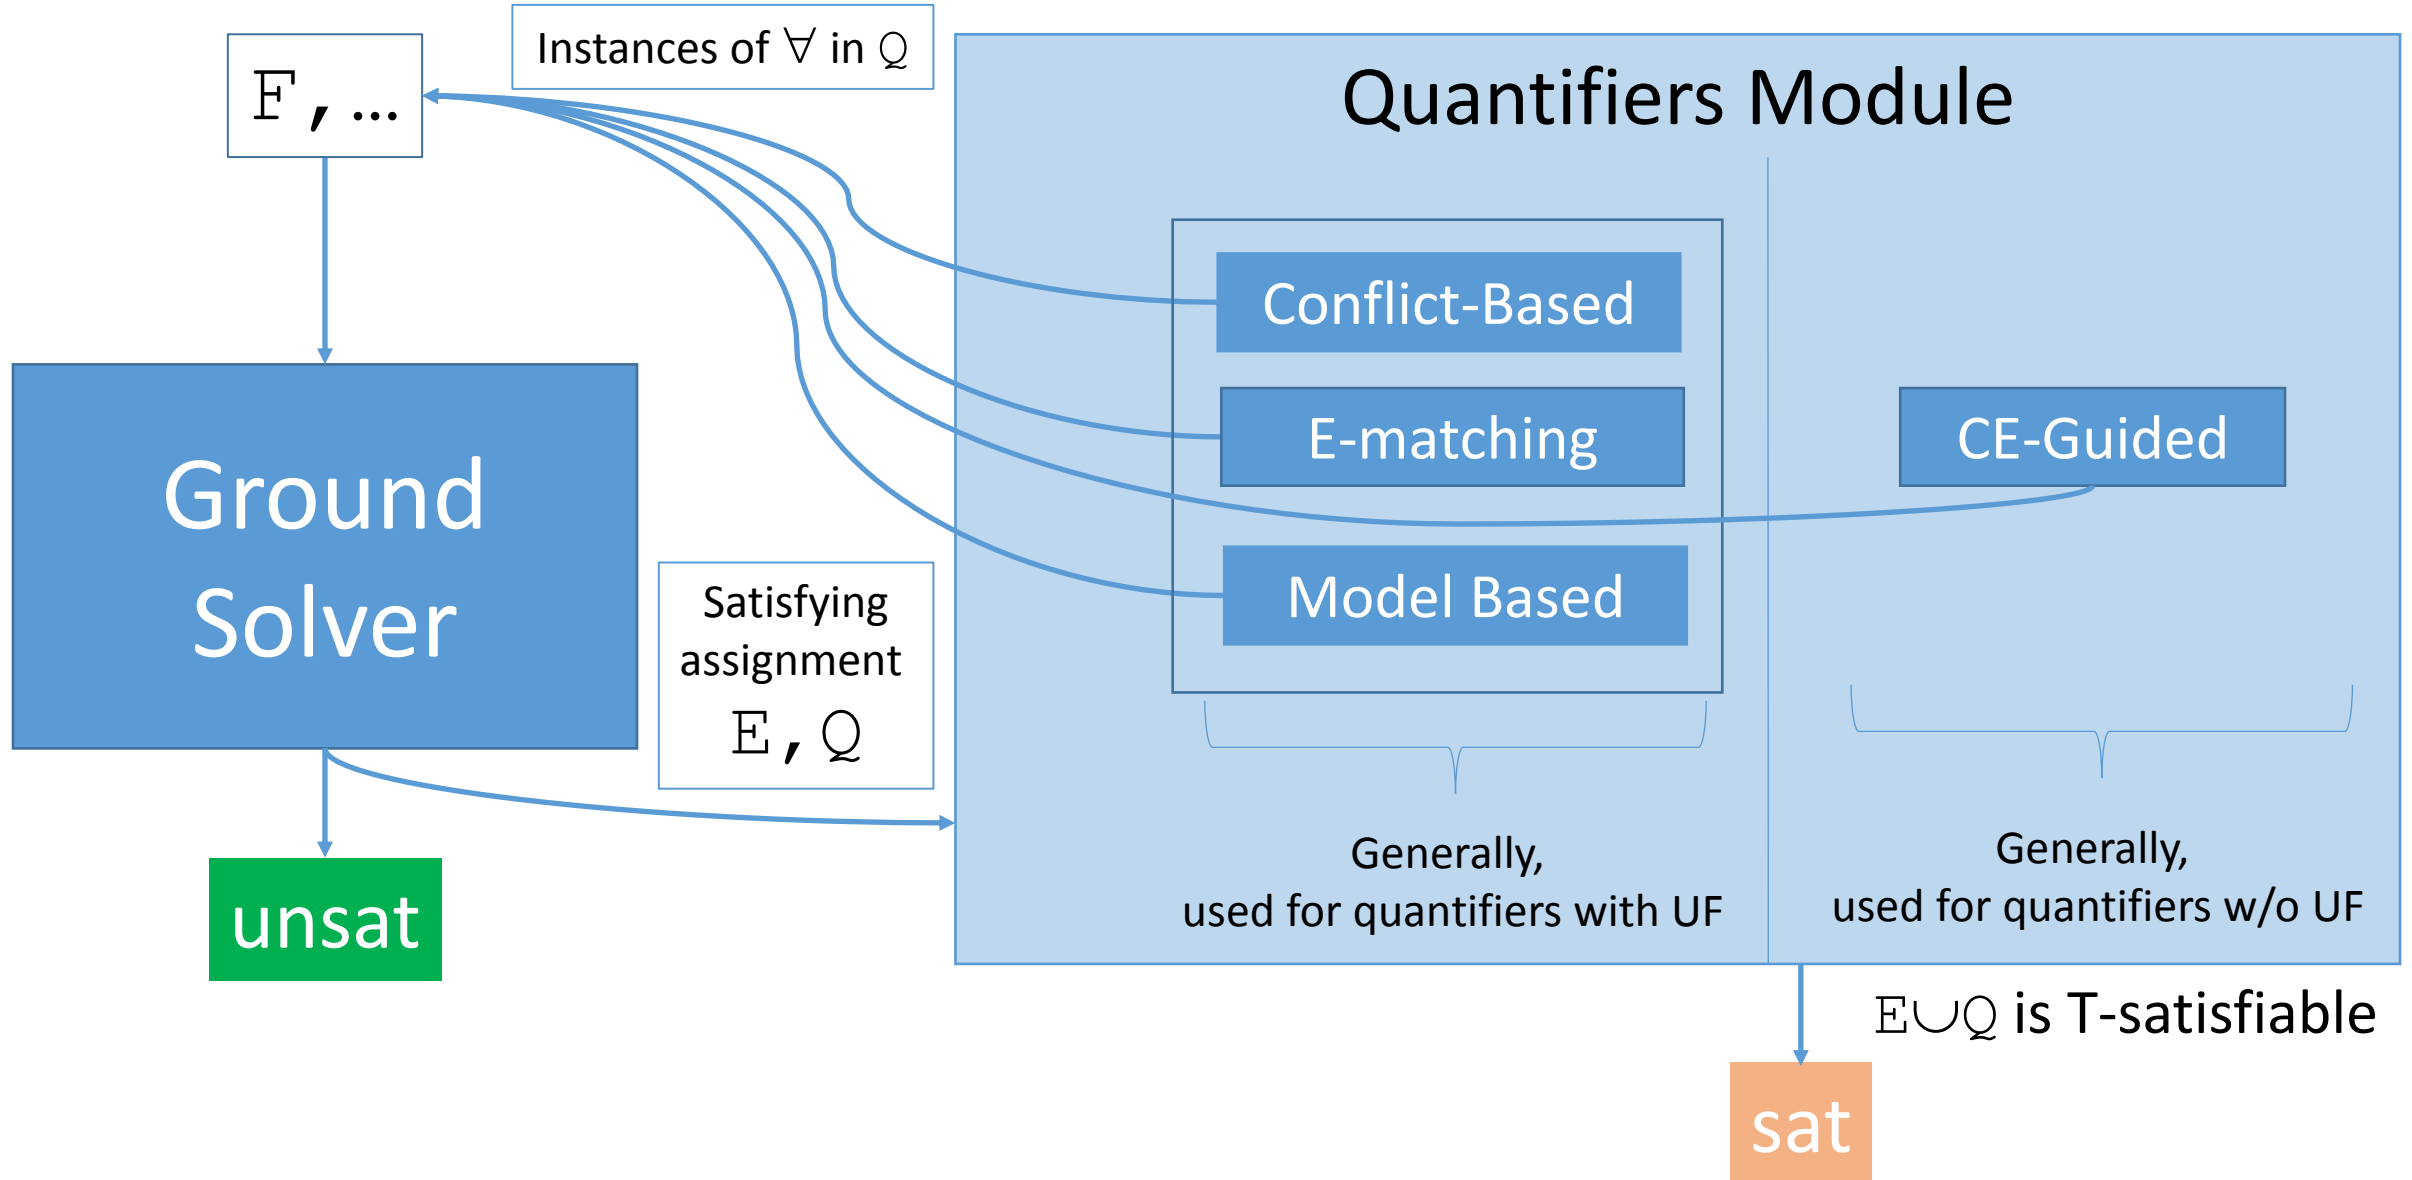 Instances of ∀ in Q
F,…
Quantifiers Module
Conflict-Based
E-matching
CE-Guided
Model Based
Ground
Solver
Satisfying
assignment
E,Q
Generally,
used for quantifiers with UF
Generally,
used for quantifiers w/o UF
unsat
E∪Q is T-satisfiable
sat